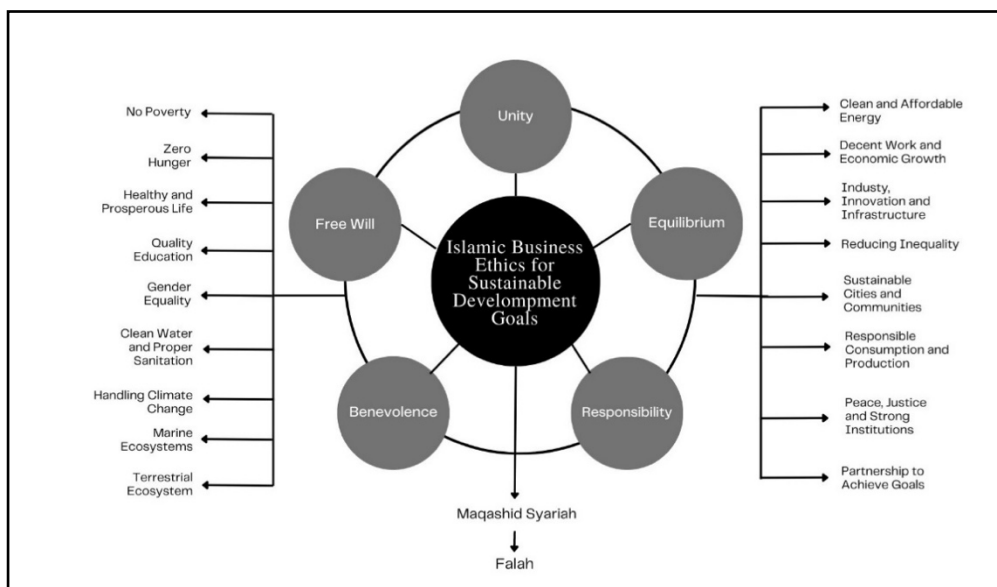 No Poverty
Zero
Hunger
Healthy and
Prosperous Life
Quality
Education
Gender
Equality
Clean Water
and Proper
Sanitation
Handling Climate
Change
Marine
Ecosystems
Terrestrial
Ecosystem
Unity
Free Will
Equilibrium
Islamic Business
Ethics for
Sustainable
Develompment
Goals
Benevolence
Responsibility
Maqashid Syariah
Falah
Clean and Affordable
Energy
Decent Work and
Economic Growth
Industy,
Innovation and
Infrastructure
Reducing Inequality
Sustainable
Cities and
Communities
Responsible
Consumption and
Production
Peace, Justice
and Strong
Institutions
Partnership to
Achieve Goals